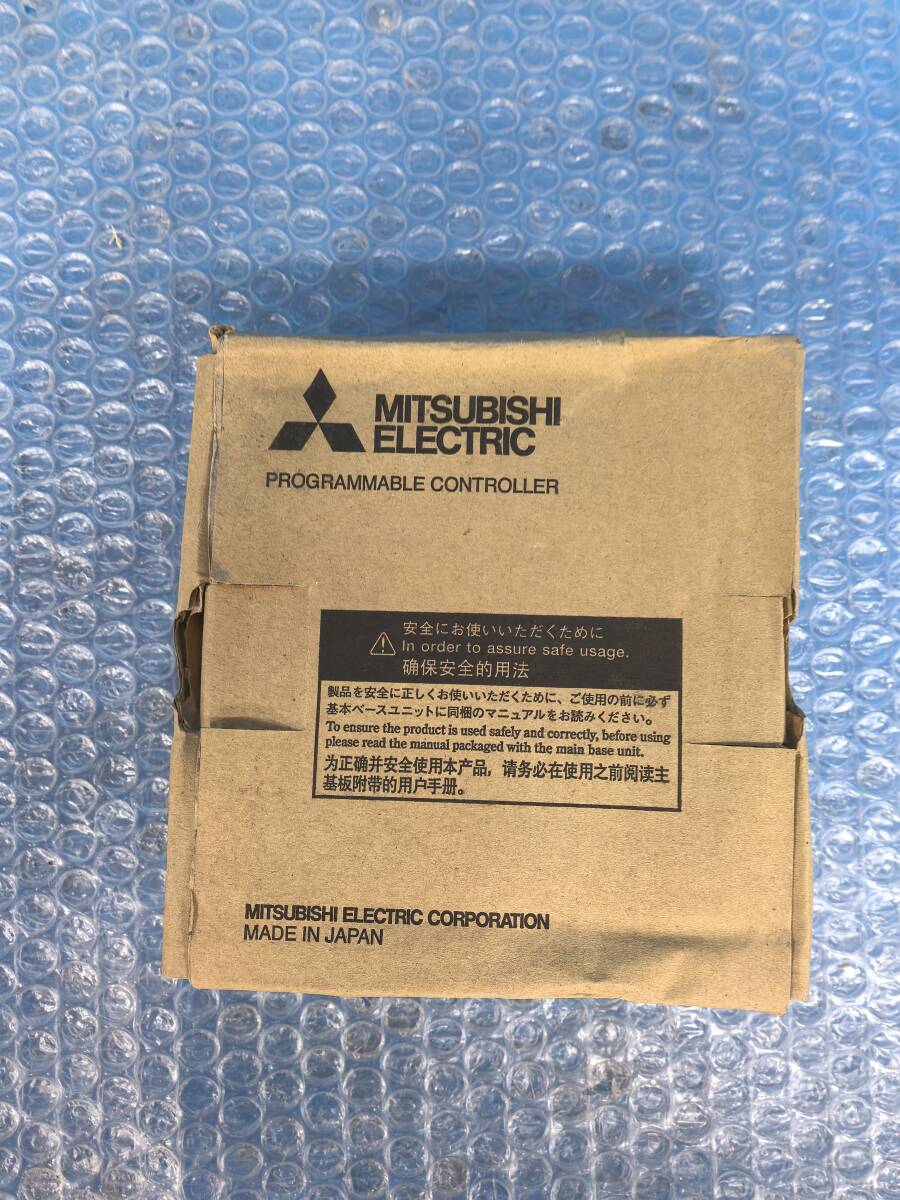 MITSUBISHI
ELECTRIC
PROGRAMMABLE CONTROLLER
安全にお使いいただくために
In order to assure safe usage.
确保安全的用法
製品を安全に正しくお使いいただくために、ご使用の前に必ず
基本ベースユニットに同梱のマニュアルをお読みください。
To ensure the product is used safely and correctly, before using
please read the manual packaged with the main base unit.
为正确并安全使用本产品，请务必在使用之前阅读主
基板附带的用户手册。
MITSUBISHI ELECTRIC CORPORATION
MADE IN JAPAN